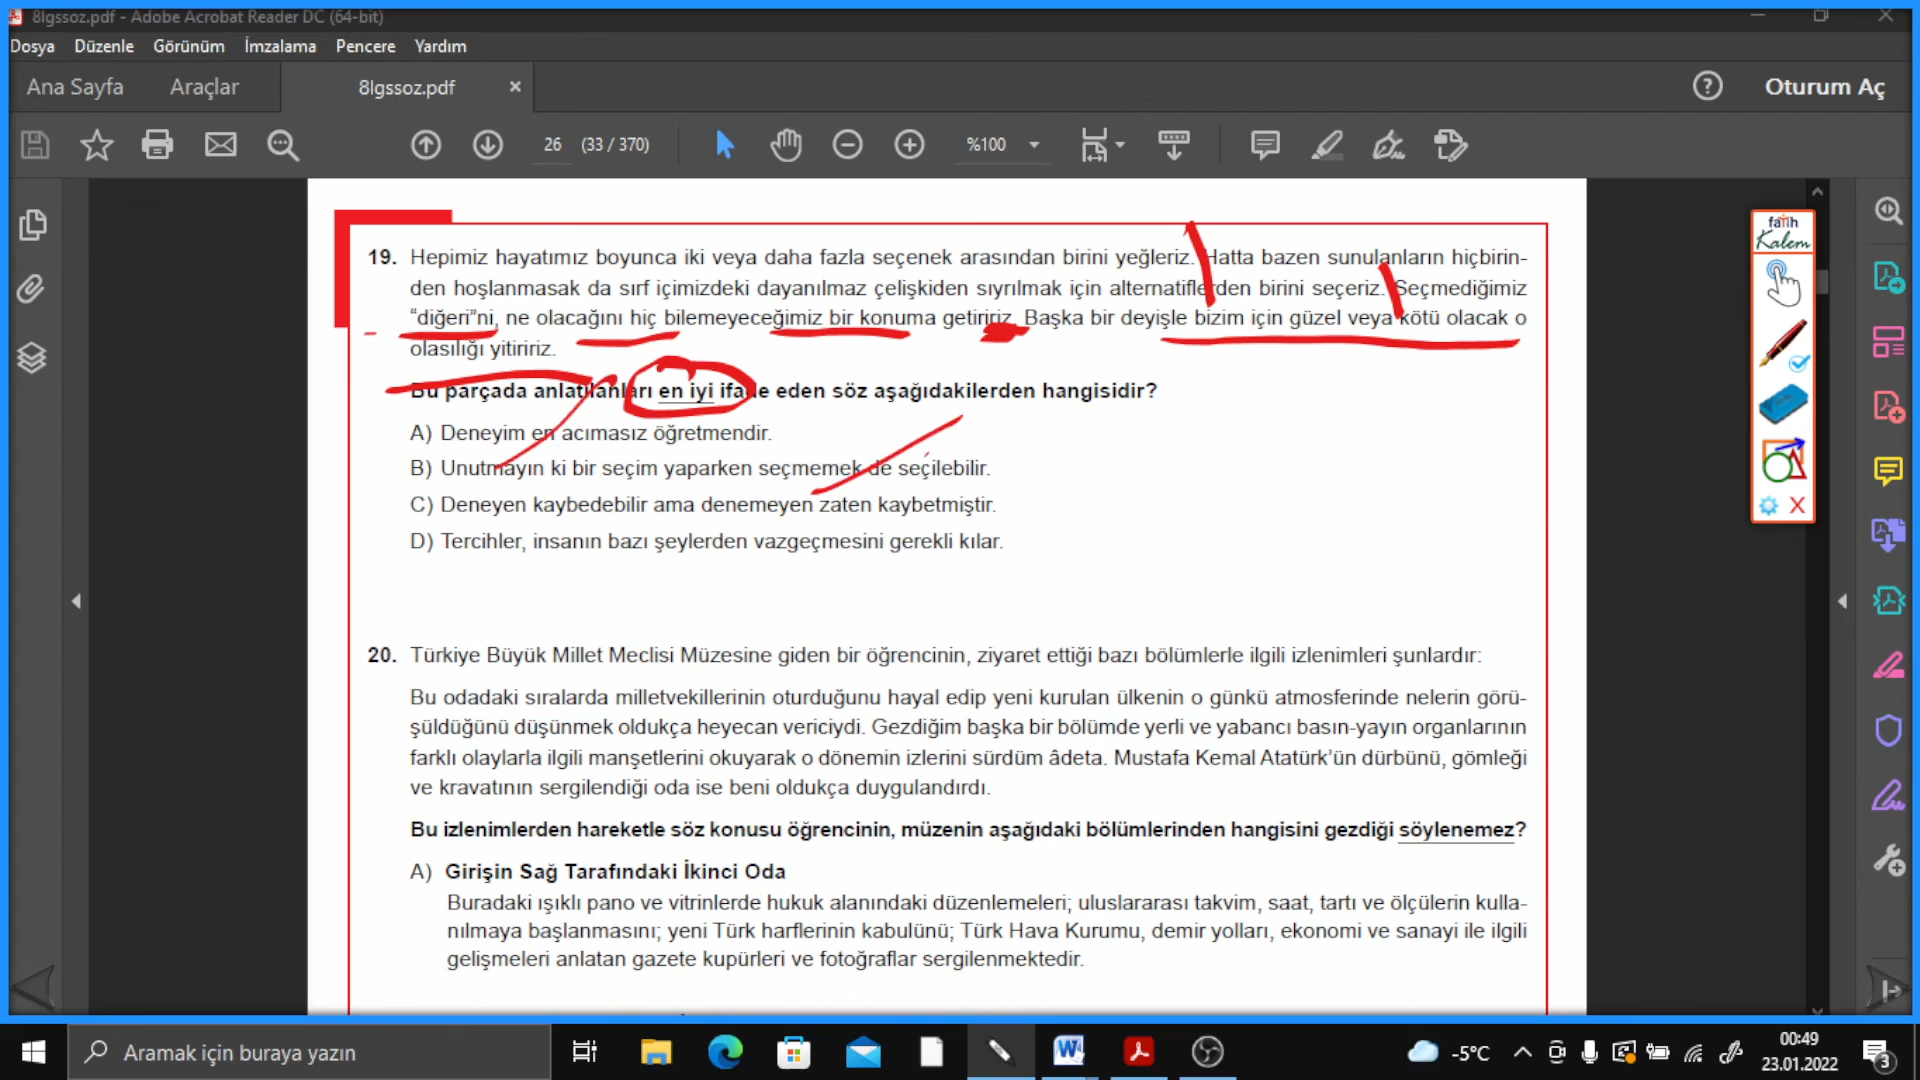 8lgssoz.pdf - Adobe Acrobat Reader DC (64-bit)
Dosya Düzenle Görünüm İmzalama Pencere Yardım
Ana Sayfa Araçlar 8lgssoz.pdf × Oturum Aç
26 (33 / 370) %100
19. Hepimiz hayatımız boyunca iki veya daha fazla seçenek arasından birini yeğleriz. Hatta bazen sunulanların hiçbirin-
den hoşlanmasak da sırf içimizdeki dayanılmaz çelişkiden sıyrılmak için alternatiflerden birini seçeriz. Seçmediğimiz
“diğeri”ni, ne olacağını hiç bilemeyeceğimiz bir konuma getiririz. Başka bir deyişle bizim için güzel veya kötü olacak o
olasılığı yitiririz.
Bu parçada anlatılanları en iyi ifade eden söz aşağıdakilerden hangisidir?
A) Deneyim en acımasız öğretmendir.
B) Unutmayın ki bir seçim yaparken seçmemek de seçilebilir.
C) Deneyen kaybedebilir ama denemeyen zaten kaybetmiştir.
D) Tercihler, insanın bazı şeylerden vazgeçmesini gerekli kılar.
fatih
Kalem
20. Türkiye Büyük Millet Meclisi Müzesine giden bir öğrencinin, ziyaret ettiği bazı bölümlerle ilgili izlenimleri şunlardır:
Bu odadaki sıralarda milletvekillerinin oturduğunu hayal edip yeni kurulan ülkenin o günkü atmosferinde nelerin görü-
şüldüğünü düşünmek oldukça heyecan vericiydi. Gezdiğim başka bir bölümde yerli ve yabancı basın-yayın organlarının
farklı olaylarla ilgili manşetlerini okuyarak o dönemin izlerini sürdüm âdeta. Mustafa Kemal Atatürk’ün dürbünü, gömleği
ve kravatının sergilendiği oda ise beni oldukça duygulandırdı.
Bu izlenimlerden hareketle söz konusu öğrencinin, müzenin aşağıdaki bölümlerinden hangisini gezdiği söylenemez?
A) Girişin Sağ Tarafındaki İkinci Oda
Buradaki ışıklı pano ve vitrinlerde hukuk alanındaki düzenlemeleri; uluslararası takvim, saat, tartı ve ölçülerin kulla-
nılmaya başlanmasını; yeni Türk harflerinin kabulünü; Türk Hava Kurumu, demir yolları, ekonomi ve sanayi ile ilgili
gelişmeleri anlatan gazete kupürleri ve fotoğraflar sergilenmektedir.
Aramak için buraya yazın
-5°C
00:49
23.01.2022
3